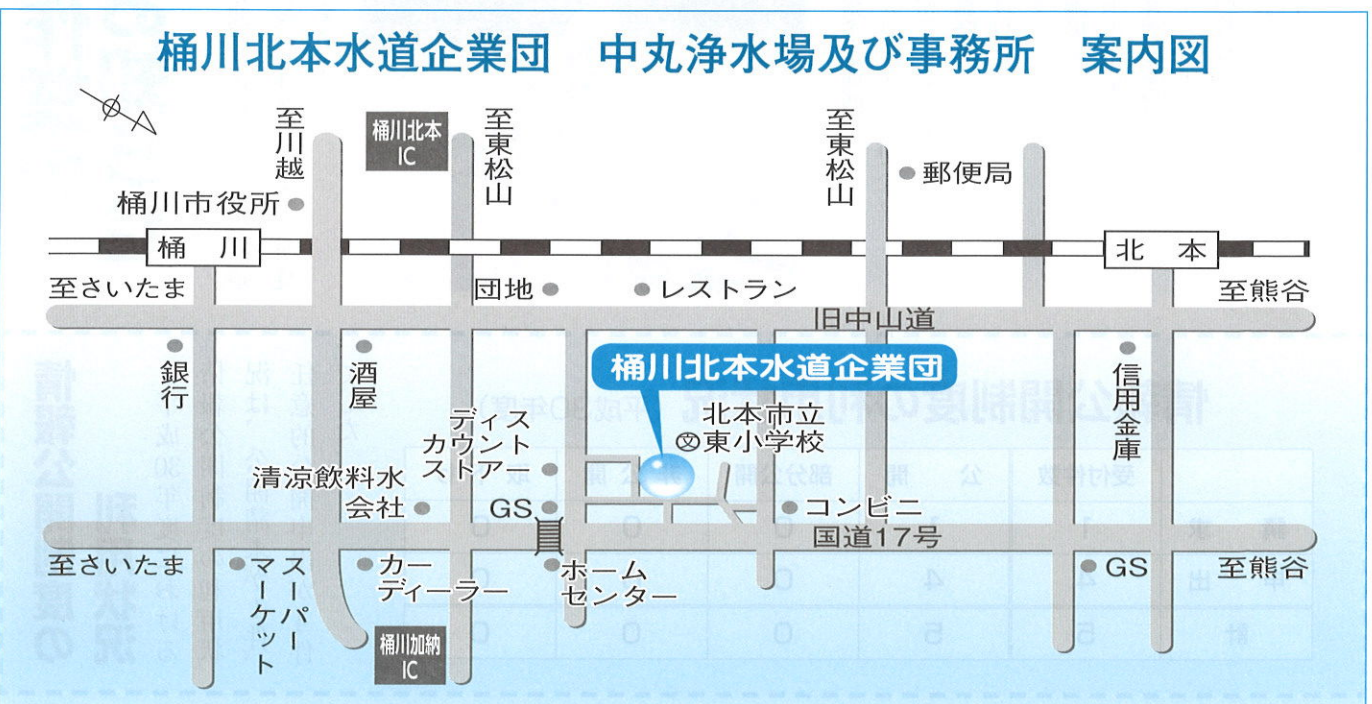 桶川北本水道企業団　中丸浄水場及び事務所　案内図
至川越
桶川北本
IC
至東松山
至東松山
郵便局
桶川市役所
桶　川
北　本
至さいたま
団地
レストラン
至熊谷
旧中山道
銀行
酒屋
桶川北本水道企業団
信用金庫
北本市立
文東小学校
ディス
カウント
ストアー
清涼飲料水
会社
GS
コンビニ
国道17号
至さいたま
スーパー
マーケット
カー
ディーラー
ホーム
センター
GS
至熊谷
桶川加納
IC